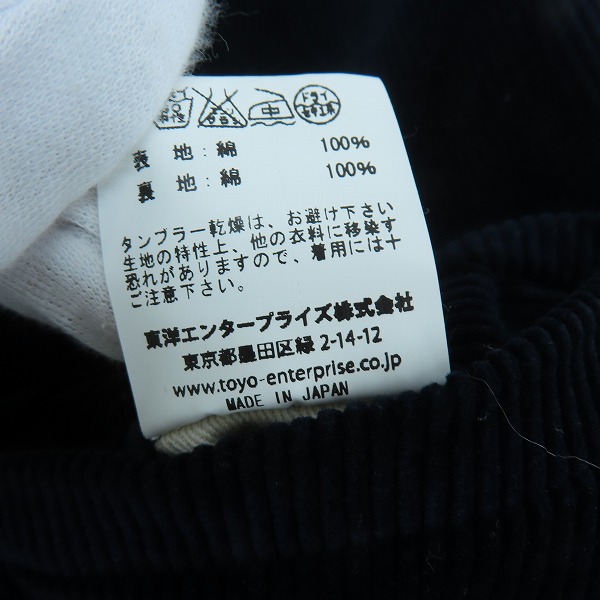 中 ドライ
表 地 : 綿 100%
裏 地 : 綿 100%
タンブラー乾燥は、お避け下さい
生地の特性上、他の衣料に移染す
恐れがありますので、着用には十
ご注意下さい。
東洋エンタープライズ株式会社
東京都墨田区緑 2-14-12
www.toyo-enterprise.co.jp
MADE IN JAPAN